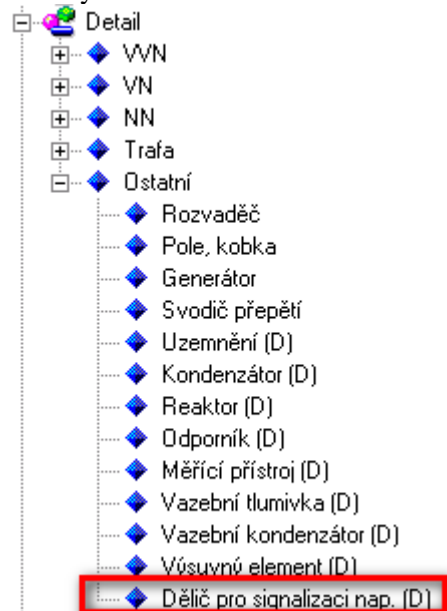 Detail
VVN
VN
NN
Trafa
Ostatní
Rozvaděč
Pole, kobka
Generátor
Svodič přepětí
Uzemnění (D)
Kondenzátor (D)
Reaktor (D)
Odporník (D)
Měřící přístroj (D)
Vazební tlumivka (D)
Vazební kondenzátor (D)
Výsuvný element (D)
Dělič pro signalizaci nap. (D)